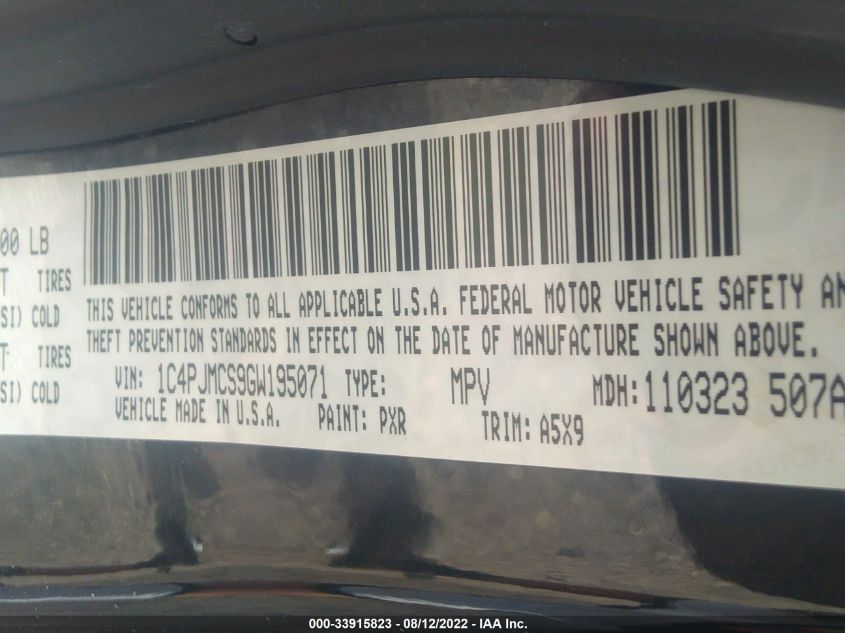 00 LB
T TIRES
SI) COLD
T TIRES
SI) COLD
THIS VEHICLE CONFORMS TO ALL APPLICABLE U.S.A. FEDERAL MOTOR VEHICLE SAFETY AN
THEFT PREVENTION STANDARDS IN EFFECT ON THE DATE OF MANUFACTURE SHOWN ABOVE.
VIN: 1C4PJMCS9GW195071 TYPE: MPV MDH: 110323 507A
VEHICLE MADE IN U.S.A. PAINT: PXR TRIM: A5X9
000-33915823 - 08/12/2022 - IAA Inc.